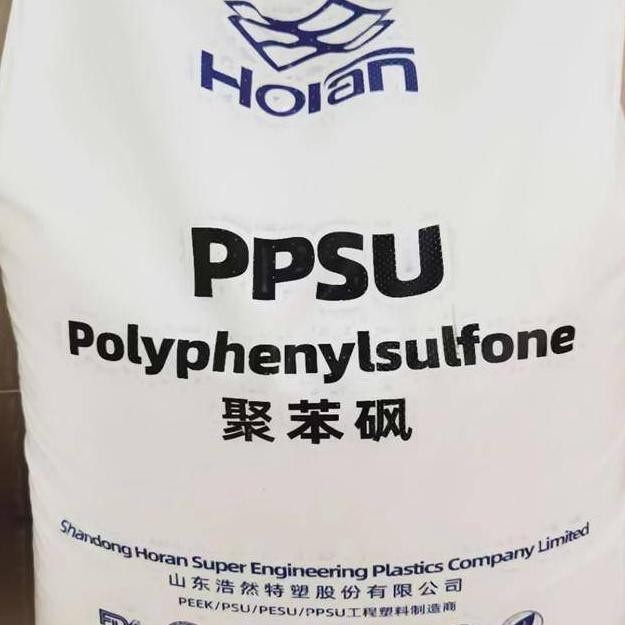 Horan
PPSU
Polyphenylsulfone
聚苯砜
Shandong Horan Super Engineering Plastics Company Limited
山东浩然特塑股份有限公司
PEEK/PSU/PESU/PPSU工程塑料制造商